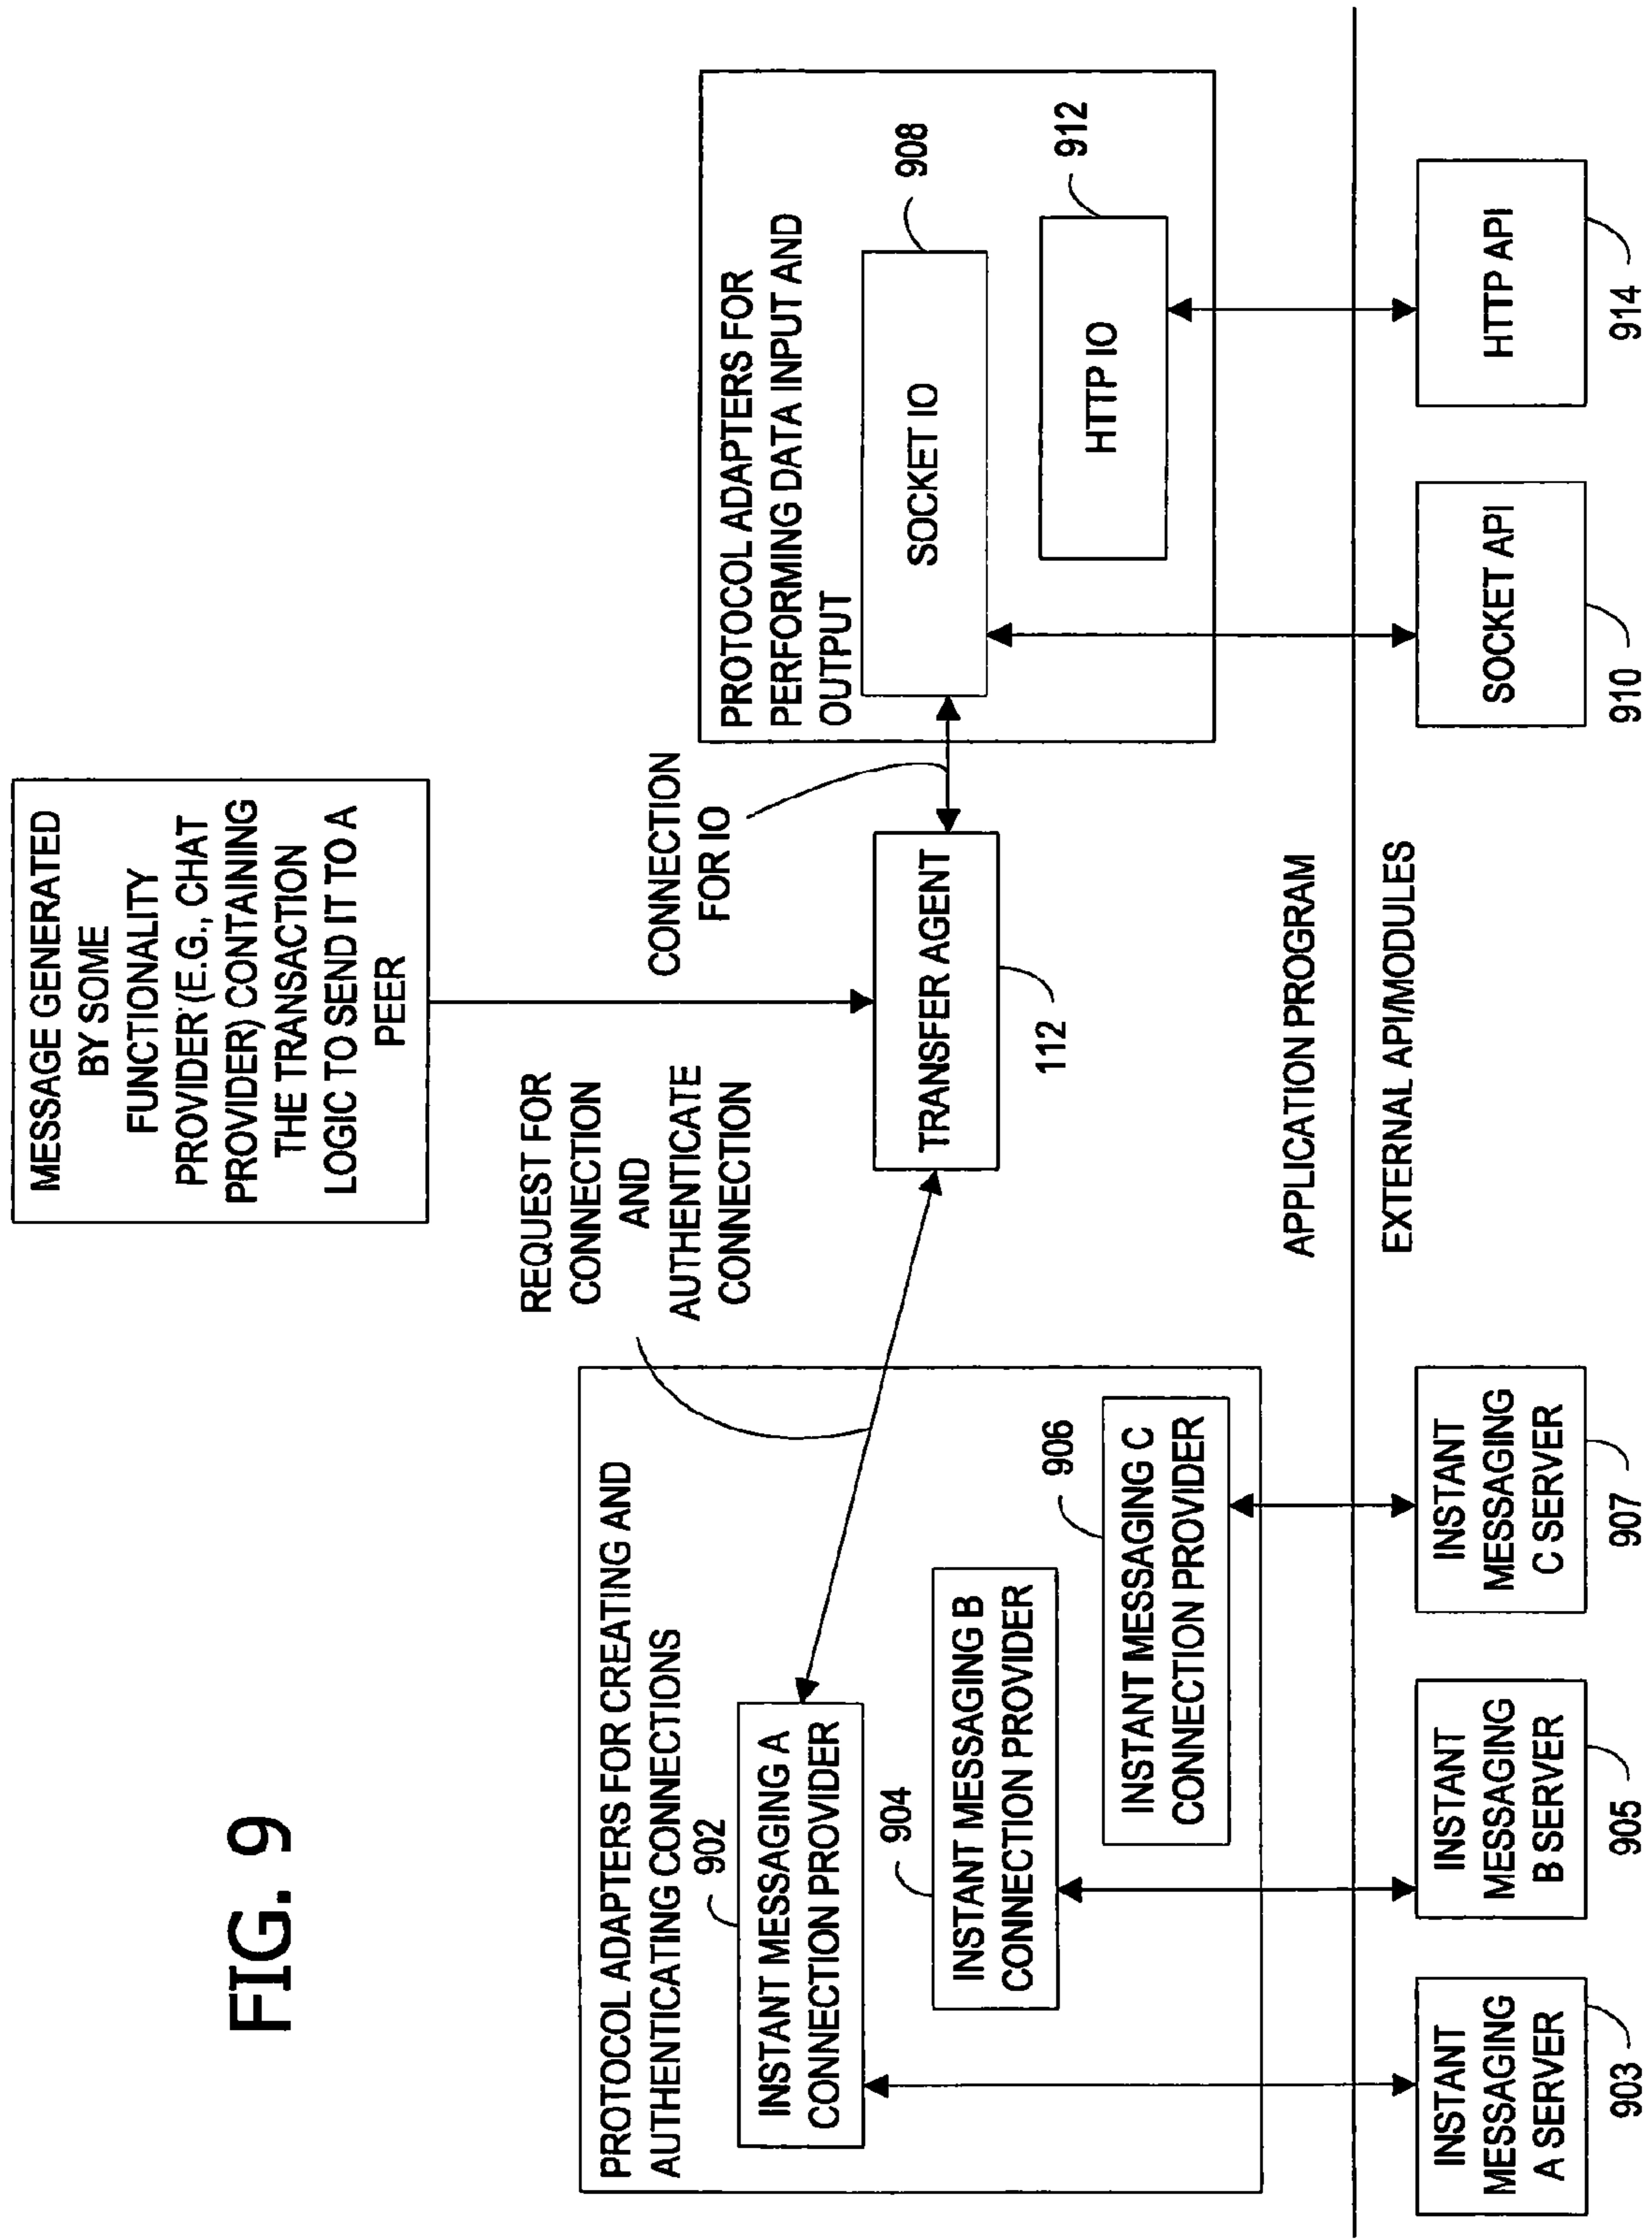 FIG. 9
MESSAGE GENERATED
BY SOME
FUNCTIONALITY
PROVIDER (E.G., CHAT
PROVIDER) CONTAINING
THE TRANSACTION
LOGIC TO SEND IT TO A
PEER
PROTOCOL ADAPTERS FOR CREATING AND
AUTHENTICATING CONNECTIONS
902
INSTANT MESSAGING A
CONNECTION PROVIDER
904
INSTANT MESSAGING B
CONNECTION PROVIDER
906
INSTANT MESSAGING C
CONNECTION PROVIDER
REQUEST FOR
CONNECTION
AND
AUTHENTICATE
CONNECTION
TRANSFER AGENT
112
CONNECTION
FOR IO
PROTOCOL ADAPTERS FOR
PERFORMING DATA INPUT AND
OUTPUT
SOCKET IO
908
HTTP IO
912
APPLICATION PROGRAM
EXTERNAL API/MODULES
INSTANT
MESSAGING
A SERVER
903
INSTANT
MESSAGING
B SERVER
905
INSTANT
MESSAGING
C SERVER
907
SOCKET API
910
HTTP API
914